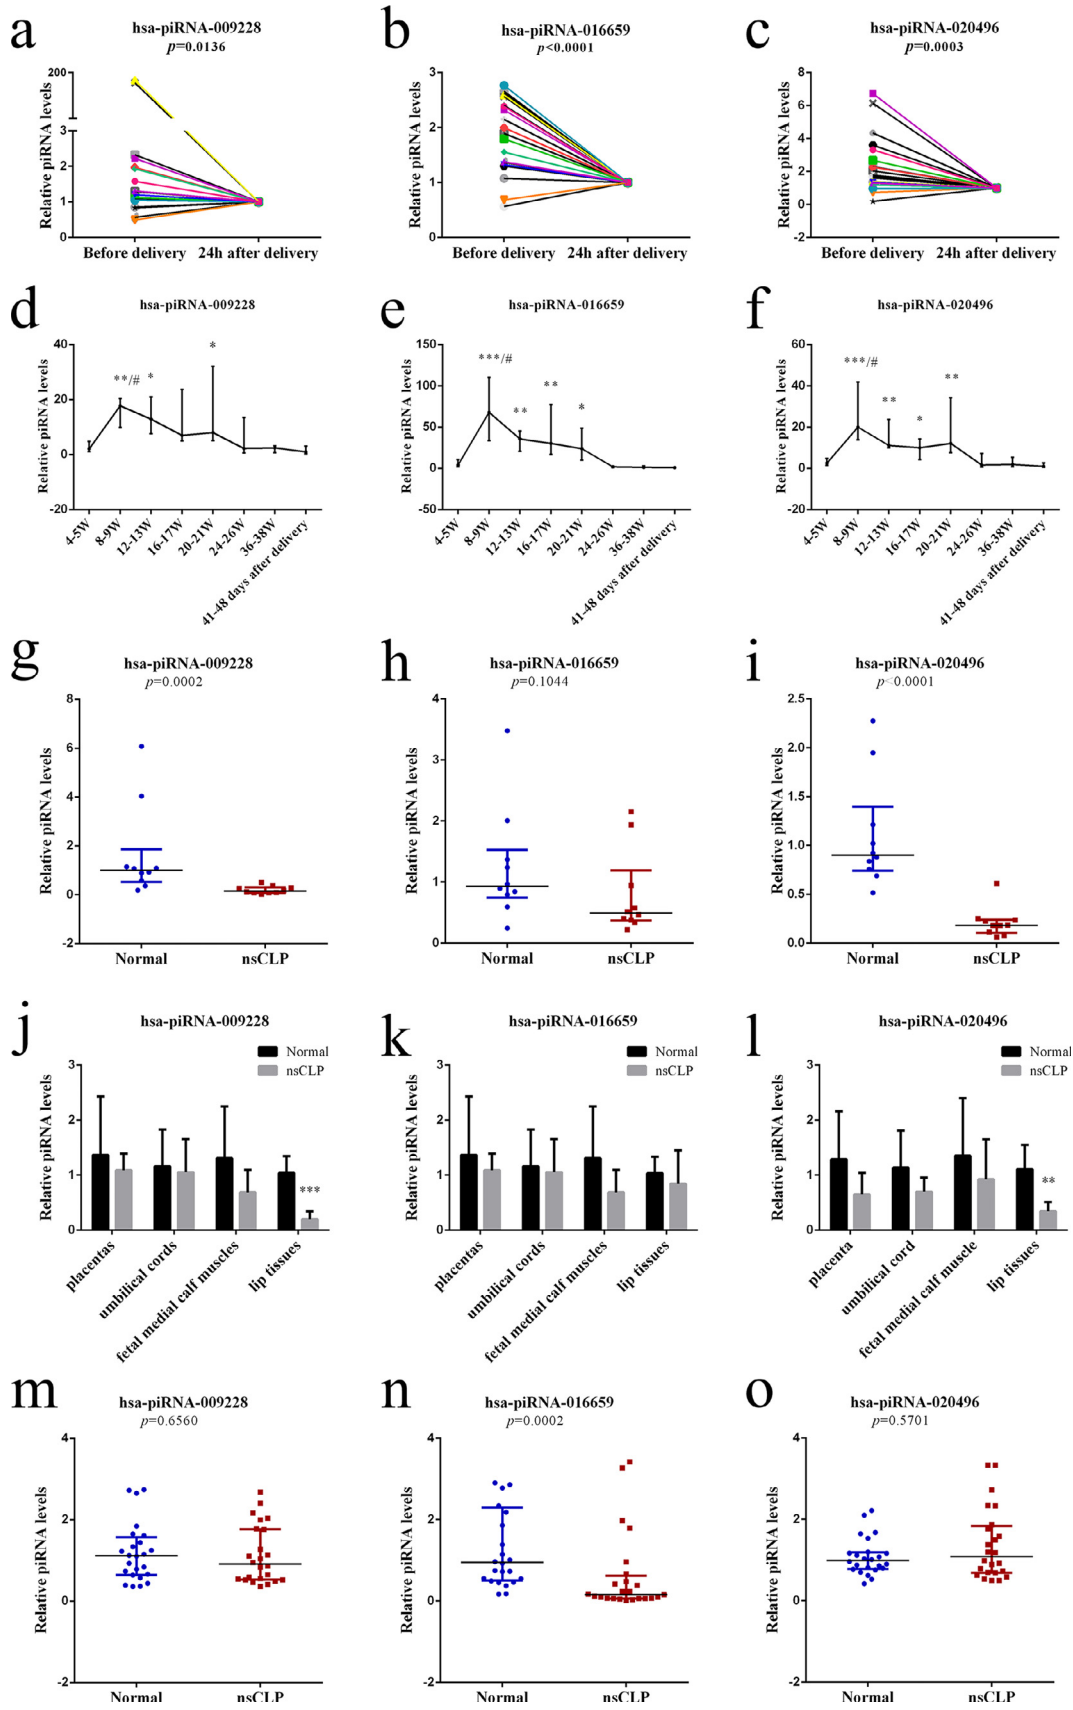 a
hsa-piRNA-009228
p=0.0136
Relative piRNA levels
200
3
2
1
0
Before delivery
24h after delivery
b
hsa-piRNA-016659
p<0.0001
Relative piRNA levels
3
2
1
0
Before delivery
24h after delivery
c
hsa-piRNA-020496
p=0.0003
Relative piRNA levels
8
6
4
2
0
-2
Before delivery
24h after delivery
d
hsa-piRNA-009228
Relative piRNA levels
40
20
0
-20
**/#
*
*
4-5W
8-9W
12-13W
16-17W
20-21W
24-26W
36-38W
41-48 days after delivery
e
hsa-piRNA-016659
Relative piRNA levels
150
100
50
0
-50
***/#
**
**
*
4-5W
8-9W
12-13W
16-17W
20-21W
24-26W
36-38W
41-48 days after delivery
f
hsa-piRNA-020496
Relative piRNA levels
60
40
20
0
-20
***/#
**
*
**
4-5W
8-9W
12-13W
16-17W
20-21W
24-26W
36-38W
41-48 days after delivery
g
hsa-piRNA-009228
p=0.0002
Relative piRNA levels
8
6
4
2
0
-2
Normal
nsCLP
h
hsa-piRNA-016659
p=0.1044
Relative piRNA levels
4
3
2
1
0
Normal
nsCLP
i
hsa-piRNA-020496
p<0.0001
Relative piRNA levels
2.5
2.0
1.5
1.0
0.5
0.0
Normal
nsCLP
j
hsa-piRNA-009228
Normal
nsCLP
Relative piRNA levels
3
2
1
0
***
placentas
umbilical cords
fetal medial calf muscles
lip tissues
k
hsa-piRNA-016659
Normal
nsCLP
Relative piRNA levels
3
2
1
0
placentas
umbilical cords
fetal medial calf muscles
lip tissues
l
hsa-piRNA-020496
Normal
nsCLP
Relative piRNA levels
3
2
1
0
**
placenta
umbilical cord
fetal medial calf muscle
lip tissues
m
hsa-piRNA-009228
p=0.6560
Relative piRNA levels
4
2
0
-2
Normal
nsCLP
n
hsa-piRNA-016659
p=0.0002
Relative piRNA levels
4
2
0
-2
Normal
nsCLP
o
hsa-piRNA-020496
p=0.5701
Relative piRNA levels
4
2
0
-2
Normal
nsCLP